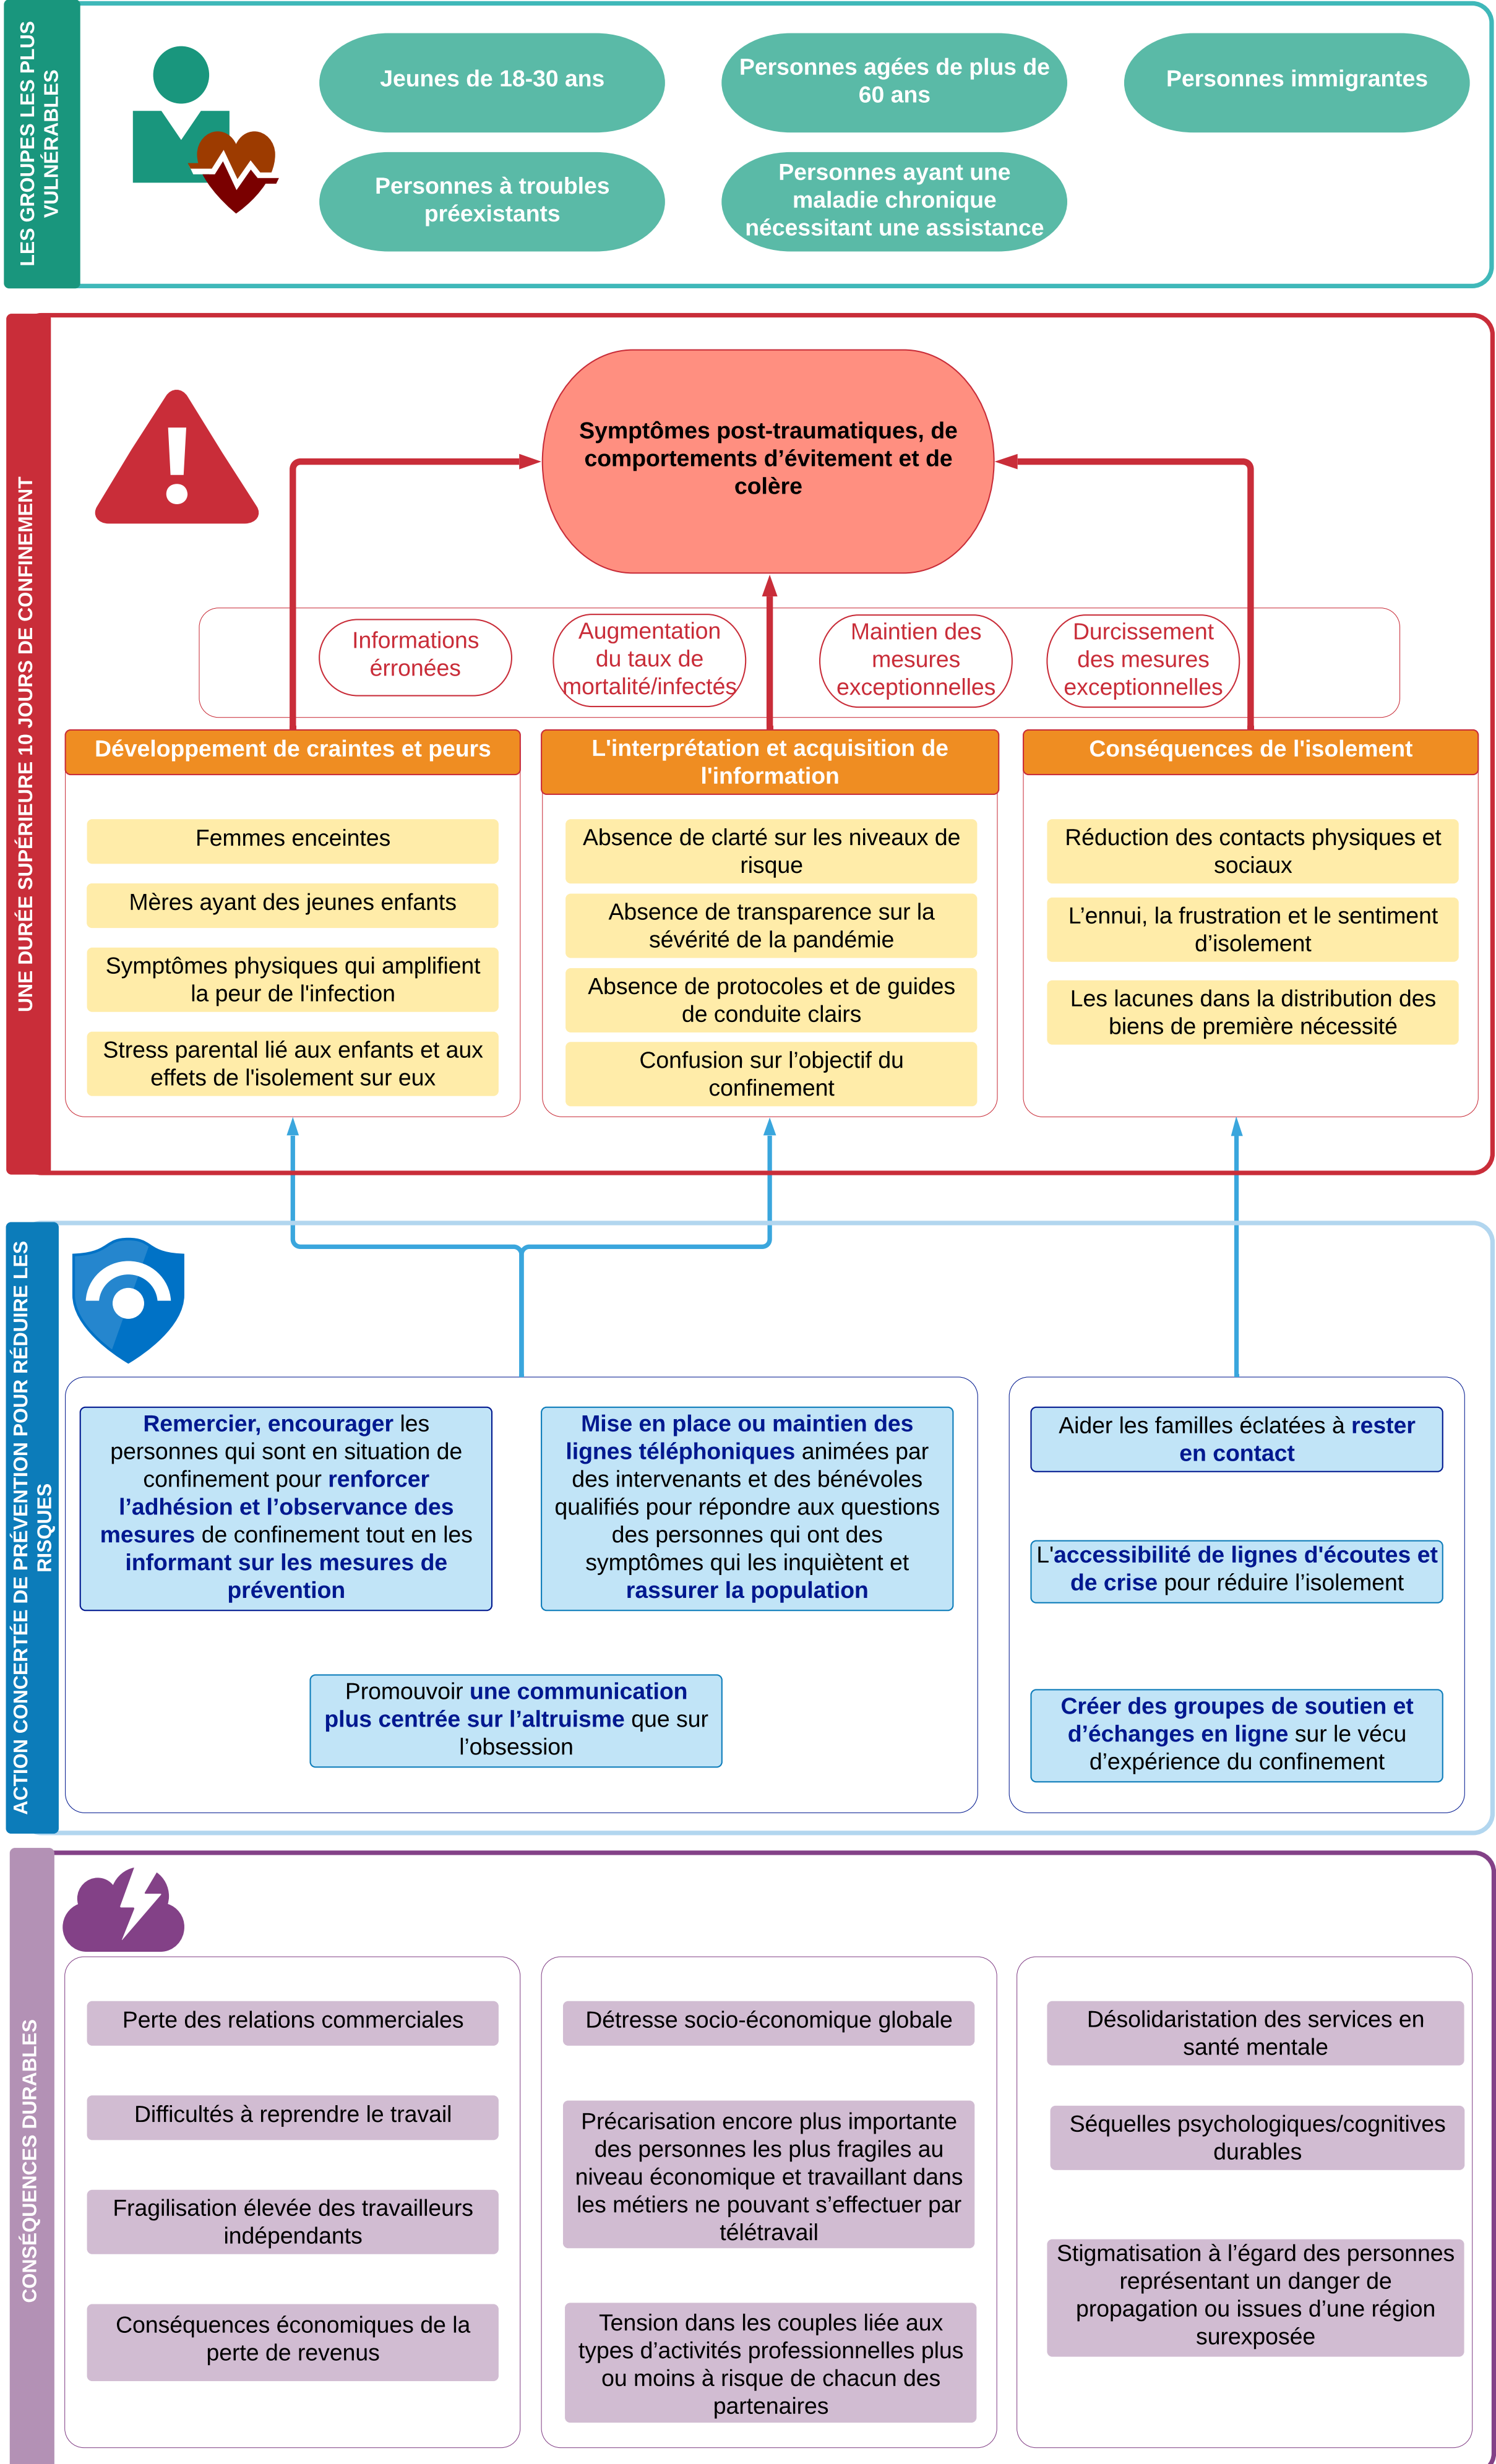 LES GROUPES LES PLUS
VULNÉRABLES
Jeunes de 18-30 ans
Personnes agées de plus de
60 ans
Personnes immigrantes
Personnes à troubles
préexistants
Personnes ayant une
maladie chronique
nécessitant une assistance
UNE DURÉE SUPÉRIEURE 10 JOURS DE CONFINEMENT
Symptômes post-traumatiques, de
comportements d’évitement et de
colère
Informations
érronées
Augmentation
du taux de
mortalité/infectés
Maintien des
mesures
exceptionnelles
Durcissement
des mesures
exceptionnelles
Développement de craintes et peurs
Femmes enceintes
Mères ayant des jeunes enfants
Symptômes physiques qui amplifient
la peur de l'infection
Stress parental lié aux enfants et aux
effets de l'isolement sur eux
L'interprétation et acquisition de
l'information
Absence de clarté sur les niveaux de
risque
Absence de transparence sur la
sévérité de la pandémie
Absence de protocoles et de guides
de conduite clairs
Confusion sur l’objectif du
confinement
Conséquences de l'isolement
Réduction des contacts physiques et
sociaux
L’ennui, la frustration et le sentiment
d’isolement
Les lacunes dans la distribution des
biens de première nécessité
ACTION CONCERTÉE DE PRÉVENTION POUR RÉDUIRE LES
RISQUES
Remercier, encourager les
personnes qui sont en situation de
confinement pour renforcer
l’adhésion et l’observance des
mesures de confinement tout en les
informant sur les mesures de
prévention
Mise en place ou maintien des
lignes téléphoniques animées par
des intervenants et des bénévoles
qualifiés pour répondre aux questions
des personnes qui ont des
symptômes qui les inquiètent et
rassurer la population
Promouvoir une communication
plus centrée sur l’altruisme que sur
l’obsession
Aider les familles éclatées à rester
en contact
L'accessibilité de lignes d'écoutes et
de crise pour réduire l’isolement
Créer des groupes de soutien et
d’échanges en ligne sur le vécu
d’expérience du confinement
CONSÉQUENCES DURABLES
Perte des relations commerciales
Difficultés à reprendre le travail
Fragilisation élevée des travailleurs
indépendants
Conséquences économiques de la
perte de revenus
Détresse socio-économique globale
Précarisation encore plus importante
des personnes les plus fragiles au
niveau économique et travaillant dans
les métiers ne pouvant s’effectuer par
télétravail
Tension dans les couples liée aux
types d’activités professionnelles plus
ou moins à risque de chacun des
partenaires
Désolidaristation des services en
santé mentale
Séquelles psychologiques/cognitives
durables
Stigmatisation à l’égard des personnes
représentant un danger de
propagation ou issues d’une région
surexposée